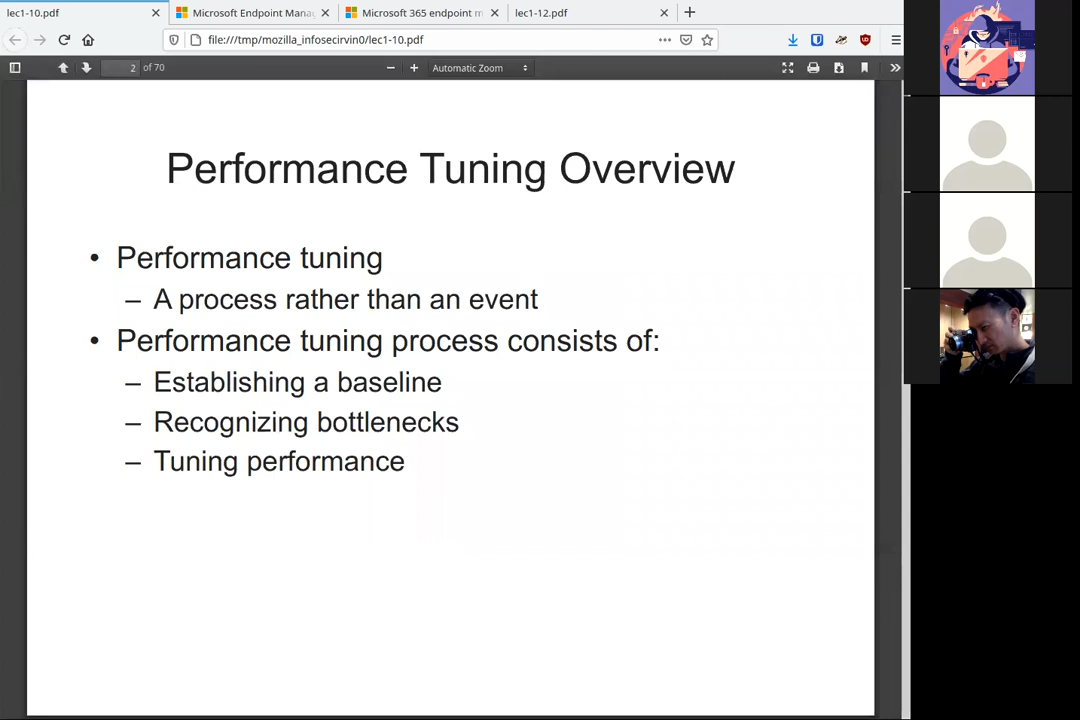 lec1-10.pdf
Microsoft Endpoint Mana
Microsoft 365 endpoint m
lec1-12.pdf
file:///tmp/mozilla_infosecirvin0/lec1-10.pdf
2 of 70
Automatic Zoom
Performance Tuning Overview
• Performance tuning
– A process rather than an event
• Performance tuning process consists of:
– Establishing a baseline
– Recognizing bottlenecks
– Tuning performance